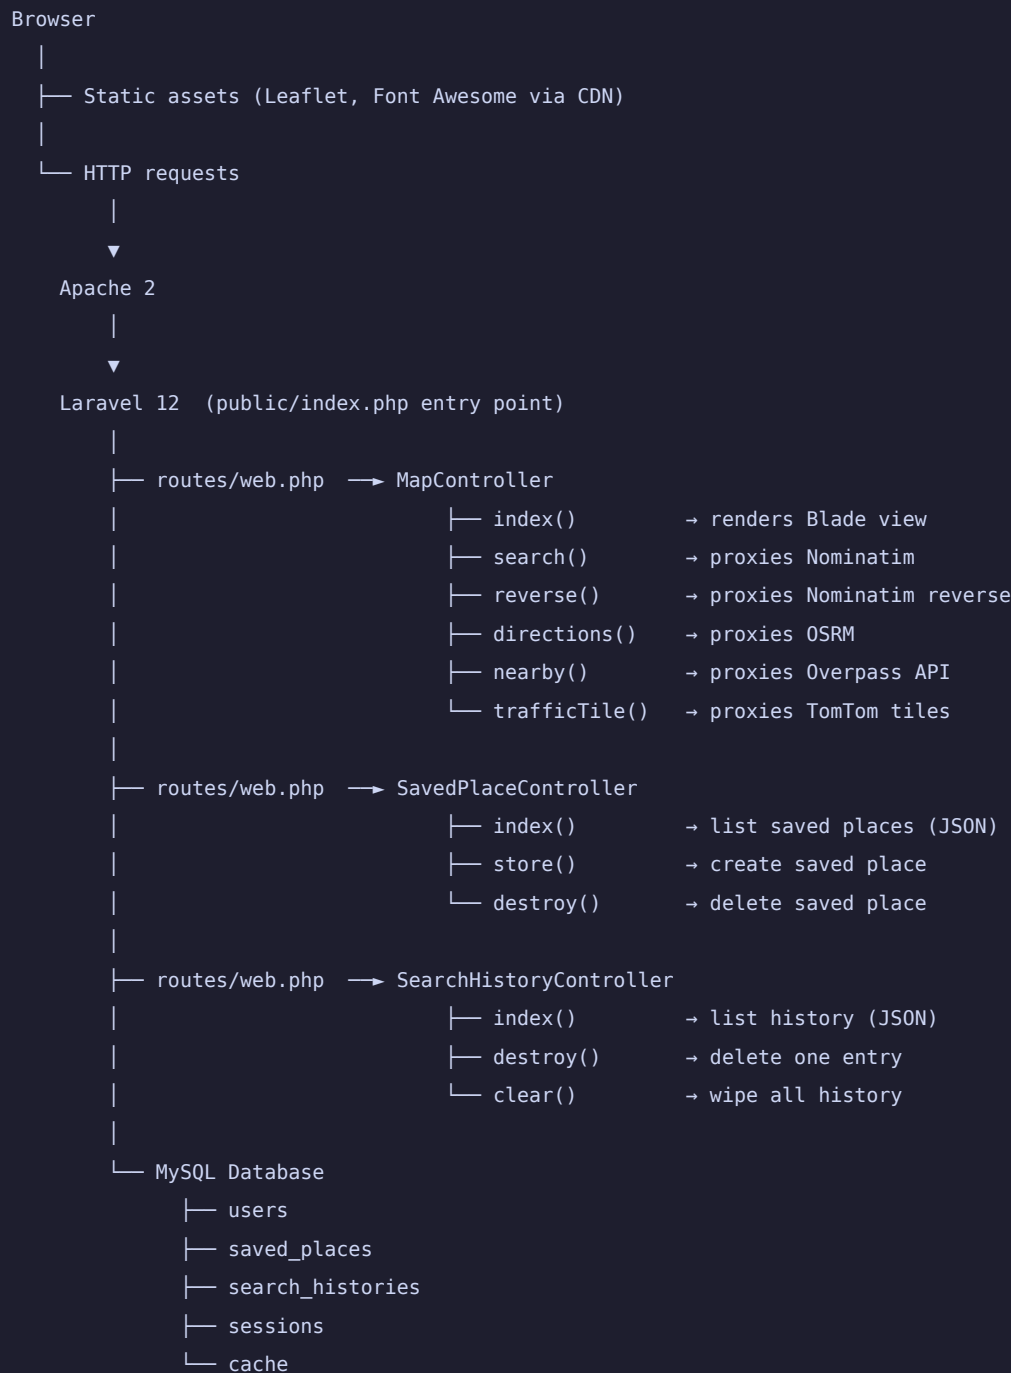 Browser
│
├── Static assets (Leaflet, Font Awesome via CDN)
│
└── HTTP requests
│
▼
Apache 2
│
▼
Laravel 12  (public/index.php entry point)
│
├── routes/web.php  ──► MapController
│                           ├── index()         → renders Blade view
│                           ├── search()        → proxies Nominatim
│                           ├── reverse()       → proxies Nominatim reverse
│                           ├── directions()    → proxies OSRM
│                           ├── nearby()        → proxies Overpass API
│                           └── trafficTile()   → proxies TomTom tiles
│
├── routes/web.php  ──► SavedPlaceController
│                           ├── index()         → list saved places (JSON)
│                           ├── store()         → create saved place
│                           └── destroy()       → delete saved place
│
├── routes/web.php  ──► SearchHistoryController
│                           ├── index()         → list history (JSON)
│                           ├── destroy()       → delete one entry
│                           └── clear()         → wipe all history
│
└── MySQL Database
├── users
├── saved_places
├── search_histories
├── sessions
└── cache